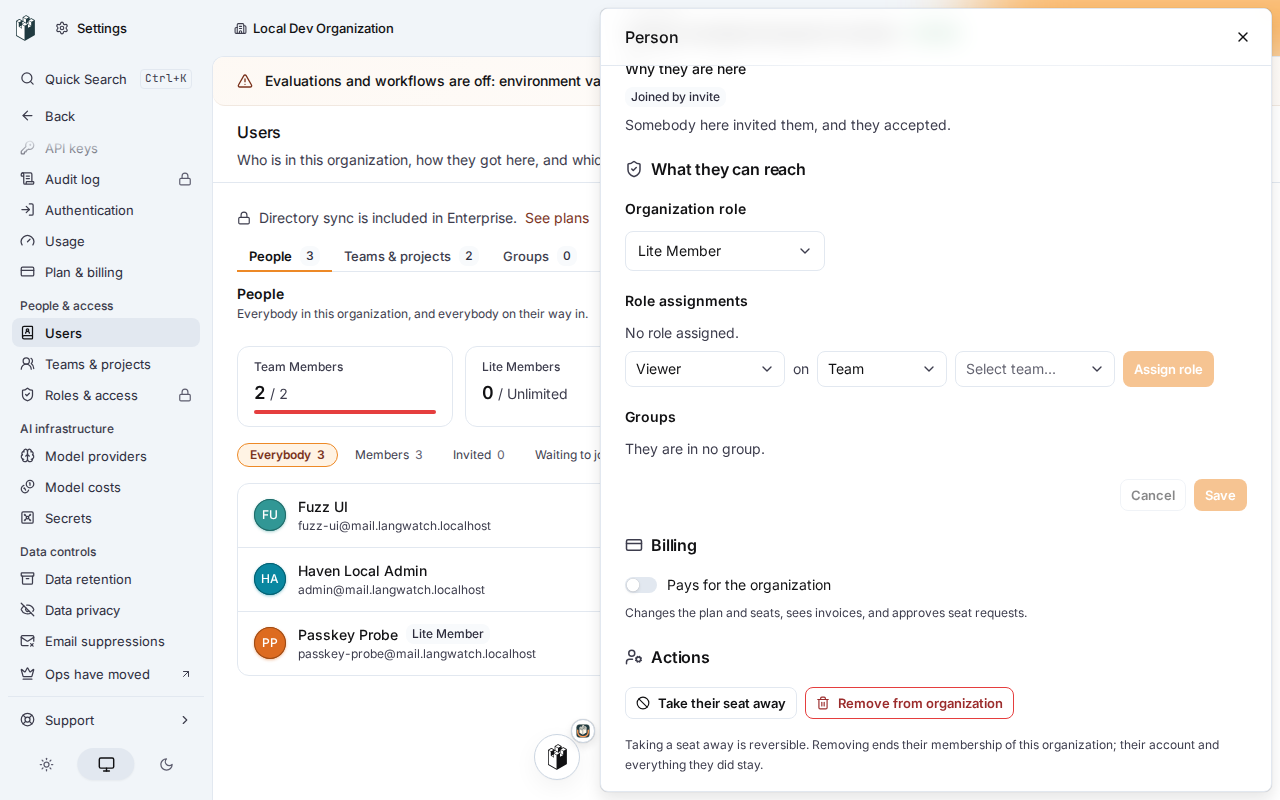 Settings
Local Dev Organization
Quick Search
Ctrl+K
Back
API keys
Audit log
Authentication
Usage
Plan & billing
People & access
Users
Teams & projects
Roles & access
AI infrastructure
Model providers
Model costs
Secrets
Data controls
Data retention
Data privacy
Email suppressions
Ops have moved
Support
Evaluations and workflows are off: environment va
Users
Who is in this organization, how they got here, and whic
Directory sync is included in Enterprise. See plans
People 3
Teams & projects 2
Groups 0
People
Everybody in this organization, and everybody on their way in.
Team Members
2 / 2
Lite Members
0 / Unlimited
Everybody 3
Members 3
Invited 0
Waiting to jo
FU
Fuzz UI
fuzz-ui@mail.langwatch.localhost
HA
Haven Local Admin
admin@mail.langwatch.localhost
PP
Passkey Probe Lite Member
passkey-probe@mail.langwatch.localhost
Person
Why they are here
Joined by invite
Somebody here invited them, and they accepted.
What they can reach
Organization role
Lite Member
Role assignments
No role assigned.
Viewer on Team Select team... Assign role
Groups
They are in no group.
Cancel Save
Billing
Pays for the organization
Changes the plan and seats, sees invoices, and approves seat requests.
Actions
Take their seat away Remove from organization
Taking a seat away is reversible. Removing ends their membership of this organization; their account and
everything they did stay.